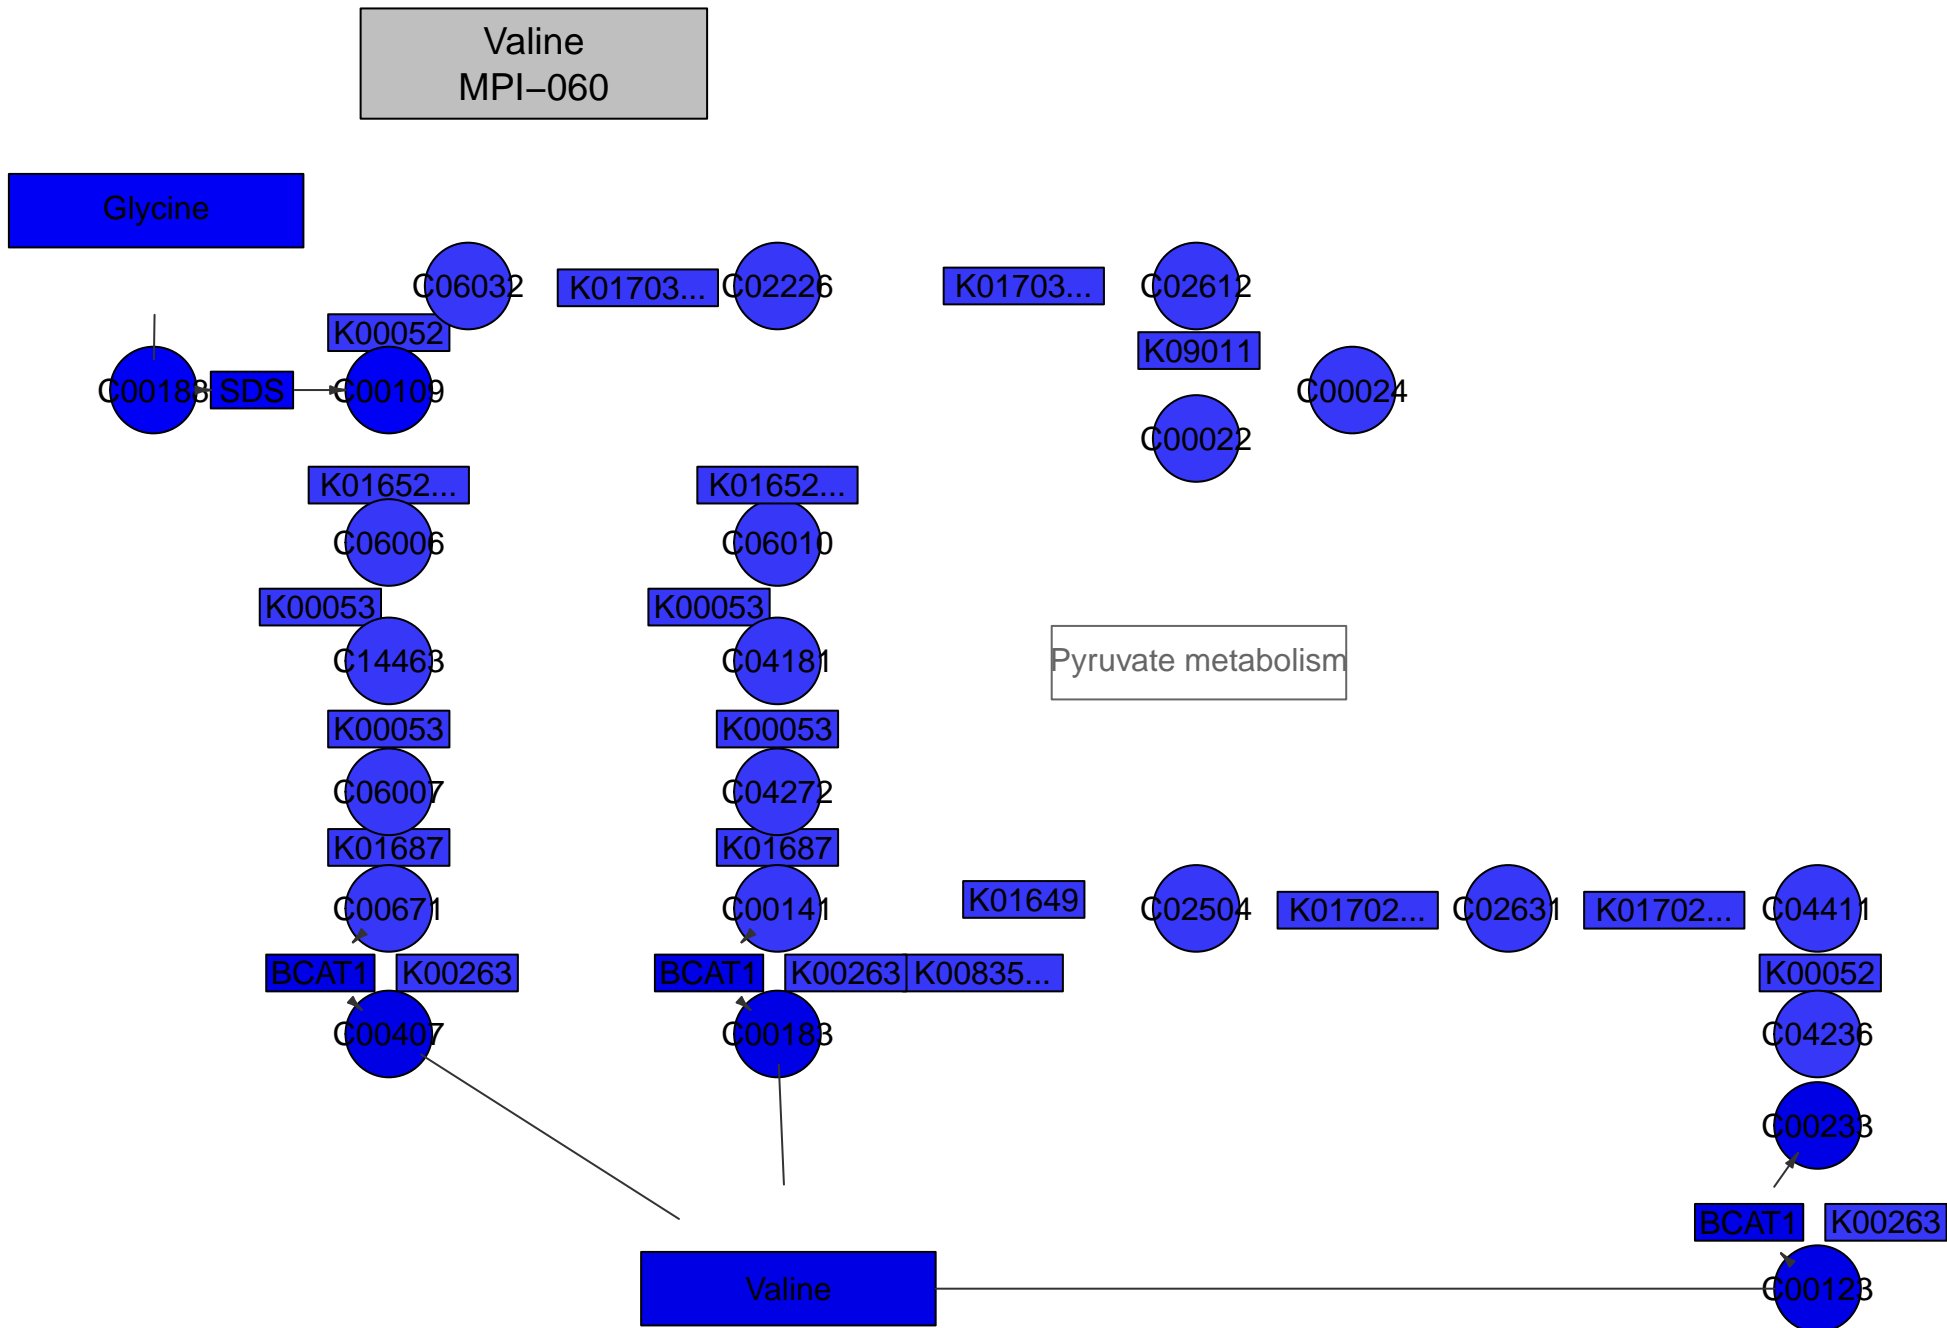 Valine
MPI−060
Glycine
C06032
K01703...
C02226
K01703...
C02612
K00052
K09011
C00188
SDS
C00109
C00024
C00022
K01652...
K01652...
C06006
C06010
K00053
K00053
C14463
C04181
Pyruvate metabolism
K00053
K00053
C06007
C04272
K01687
K01687
C00671
C00141
K01649
C02504
K01702...
C02631
K01702...
C04411
BCAT1
K00263
BCAT1
K00263
K00835...
K00052
C00407
C00183
C04236
C00233
BCAT1
K00263
Valine
C00123